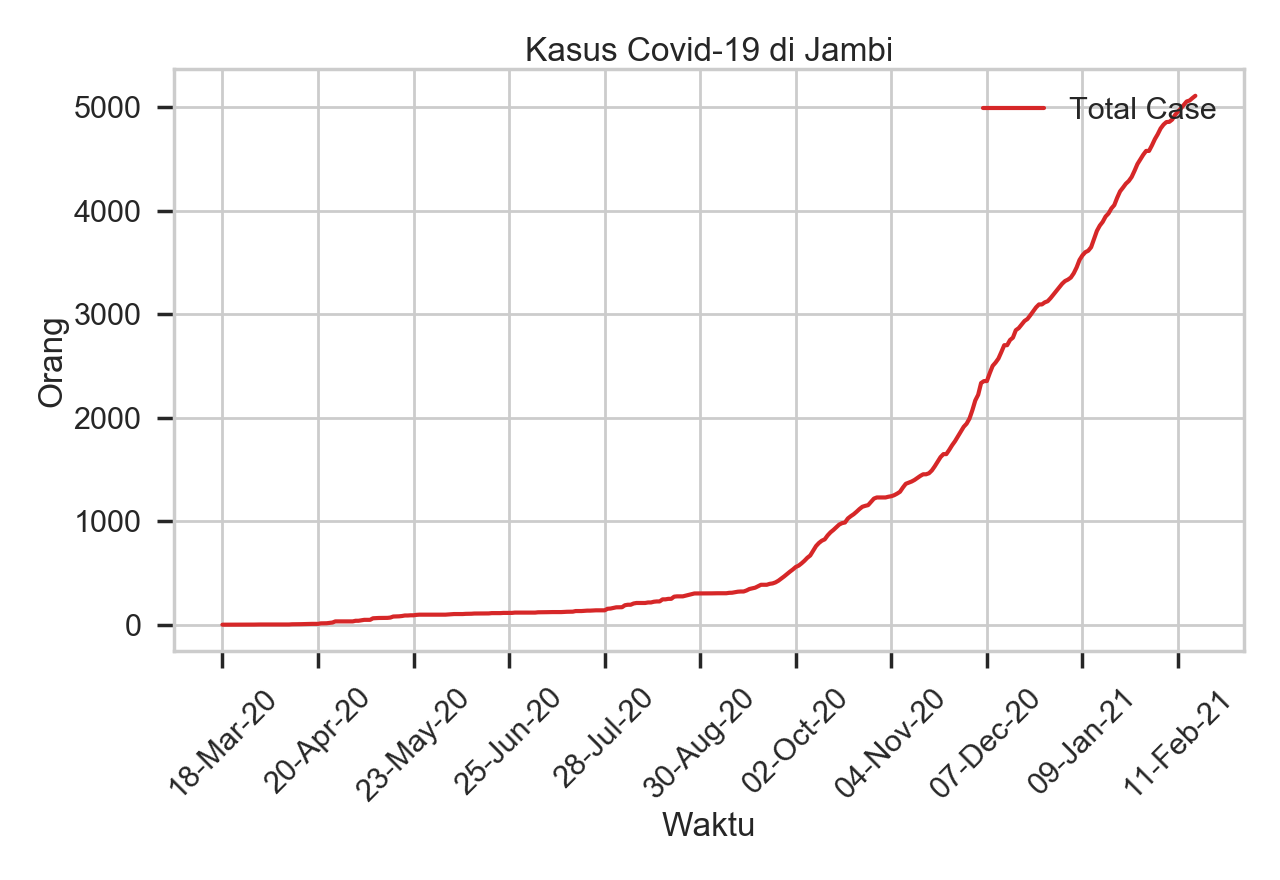 Kasus Covid-19 di Jambi
Total Case
5000
4000
3000
2000
1000
0
Orang
18-Mar-20
20-Apr-20
23-May-20
25-Jun-20
28-Jul-20
30-Aug-20
02-Oct-20
04-Nov-20
07-Dec-20
09-Jan-21
11-Feb-21
Waktu